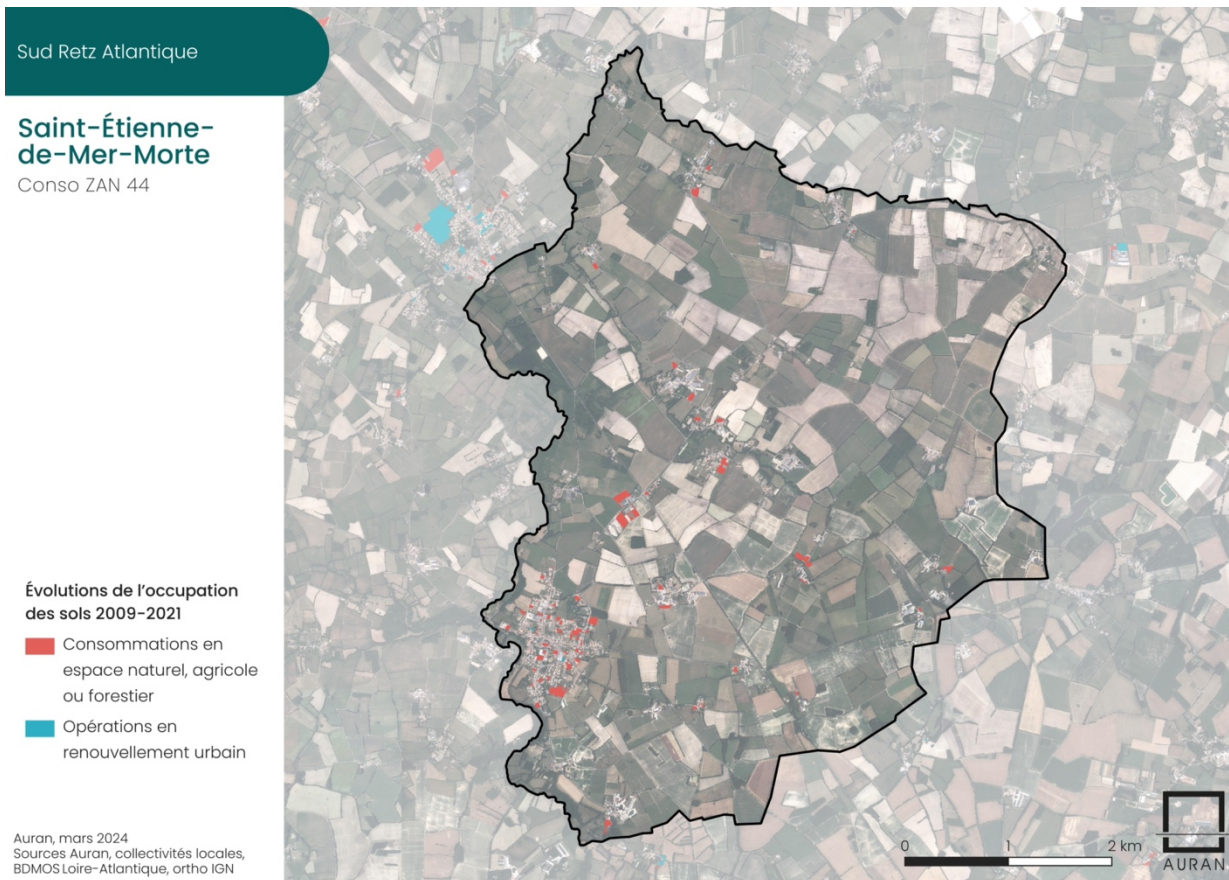 Sud Retz Atlantique
Saint-Étienne-
de-Mer-Morte
Conso ZAN 44
Évolutions de l'occupation
des sols 2009-2021
Consommations en
espace naturel, agricole
ou forestier
Opérations en
renouvellement urbain
Auran, mars 2024
Sources Auran, collectivités locales,
BDMOS Loire-Atlantique, ortho IGN
0 1 2 km
AURAN